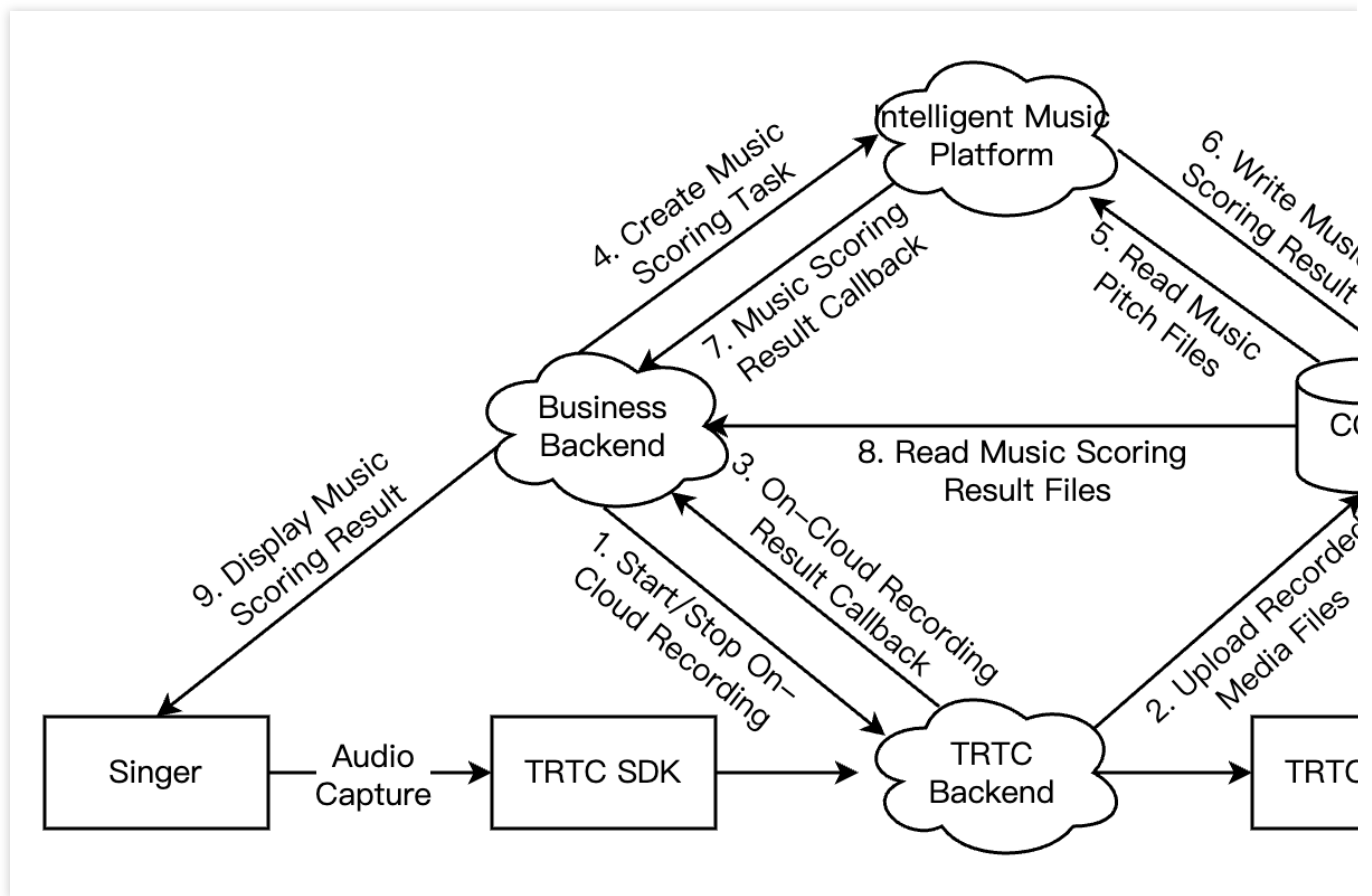 Intelligent Music
Platform
4. Create Music
Scoring Task
6. Write Music
Scoring Result
5. Read Music
Pitch Files
7. Music Scoring
Result Callback
Business
Backend
8. Read Music Scoring
Result Files
3. On-Cloud Recording
Result Callback
9. Display Music
Scoring Result
1. Start/Stop On-
Cloud Recording
2. Upload Recorded
Media Files
Singer
Audio
Capture
TRTC SDK
TRTC
Backend
TRTC